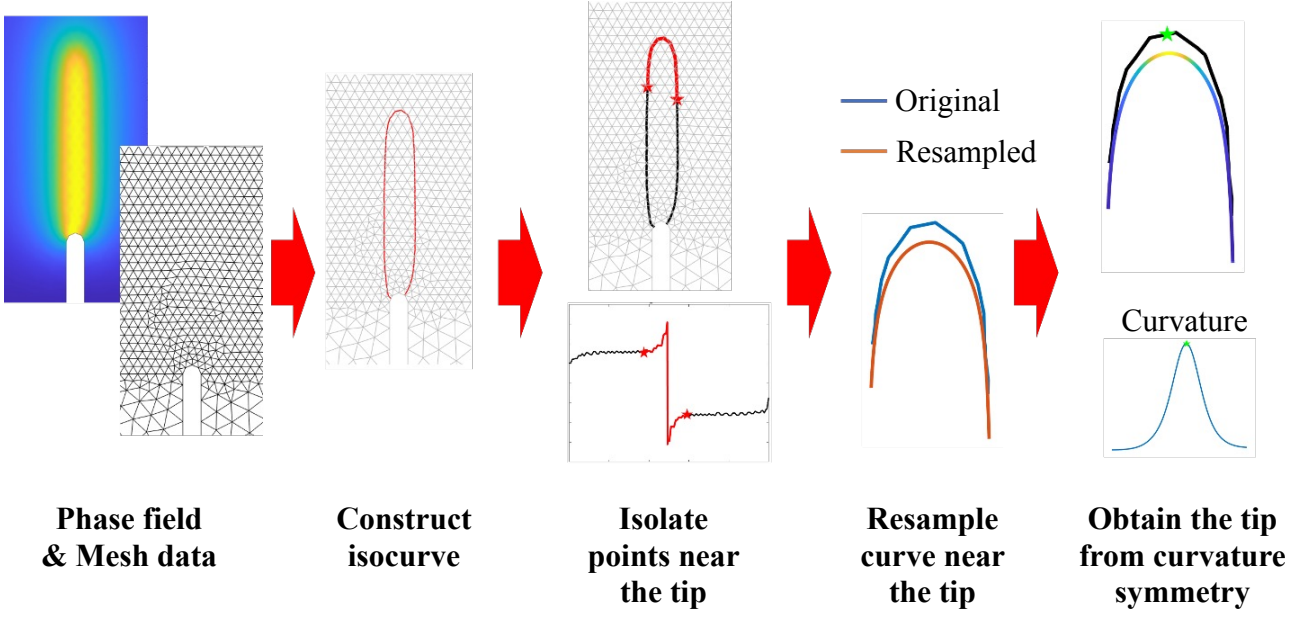 Original
Resampled
Curvature
Phase field
& Mesh data
Construct
isocurve
Isolate
points near
the tip
Resample
curve near
the tip
Obtain the tip
from curvature
symmetry